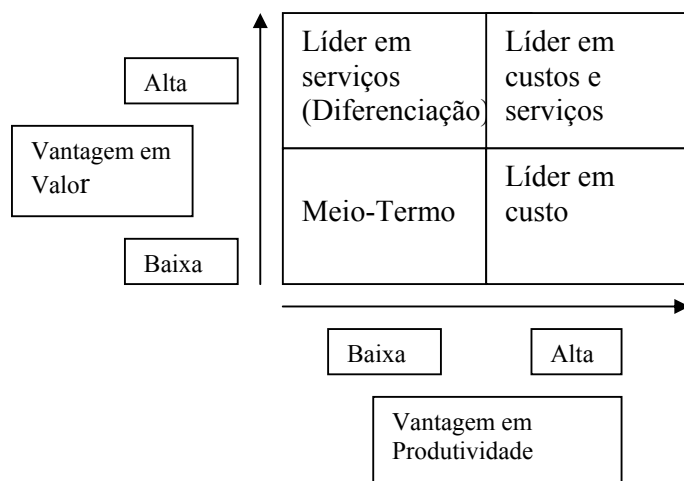 Líder em
serviços
(Diferenciação)
Líder em
custos e
serviços
Alta
Vantagem em
Valor
Meio-Termo
Líder em
custo
Baixa
Baixa
Alta
Vantagem em
Produtividade